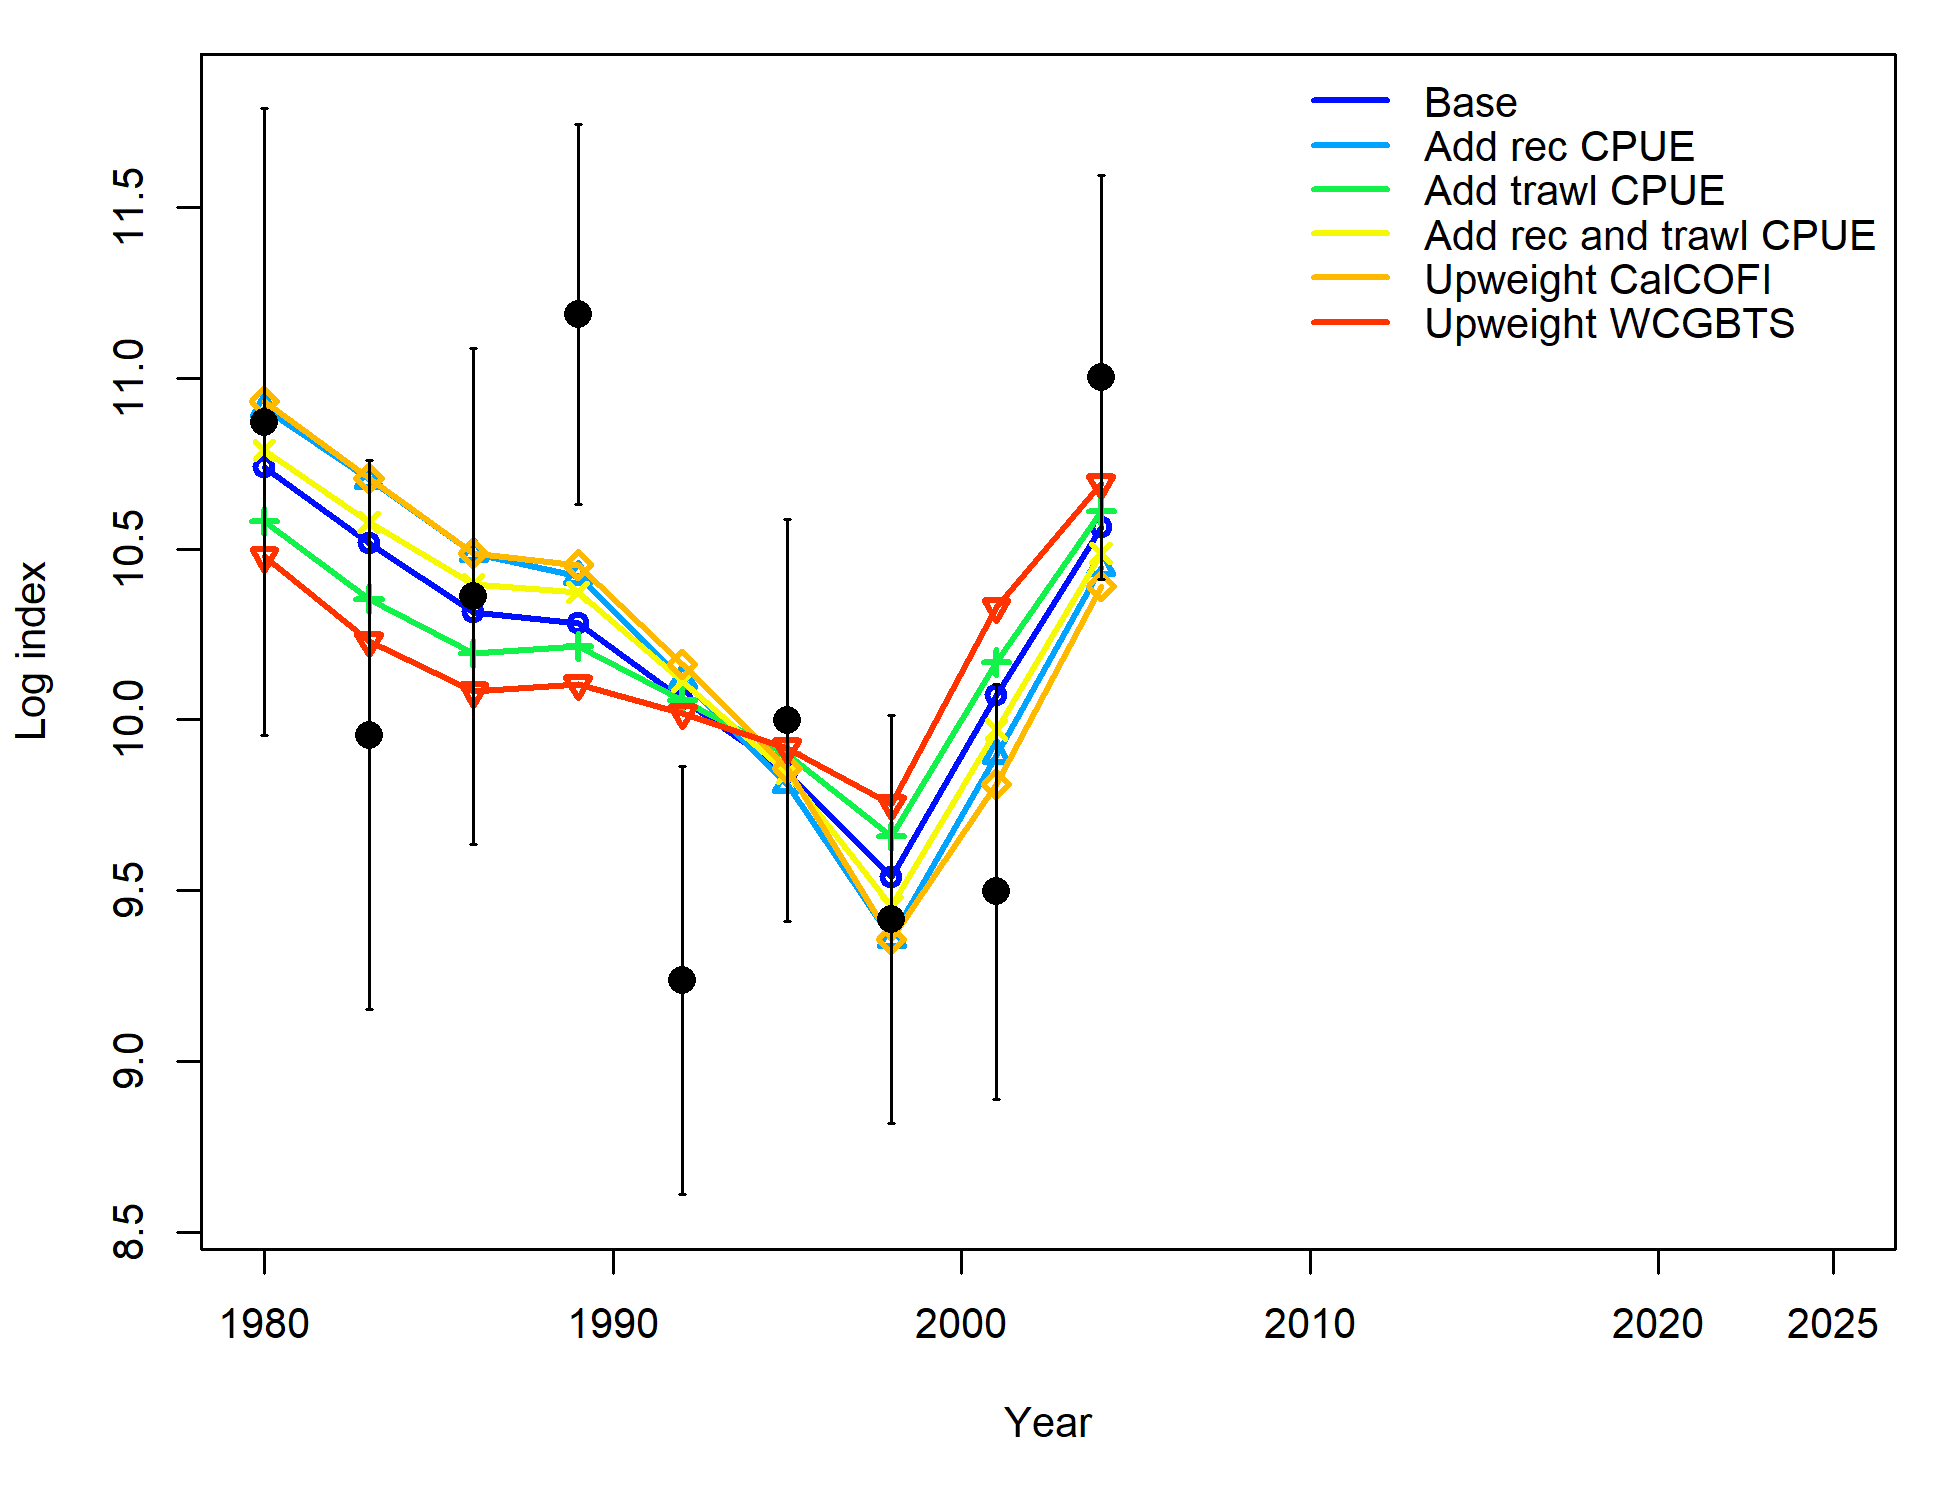 Base
Add rec CPUE
Add trawl CPUE
Add rec and trawl CPUE
Upweight CalCOFI
Upweight WCGBTS
11.5
11.0
10.5
10.0
9.5
9.0
8.5
Log index
1980 1990 2000 2010 2020 2025
Year